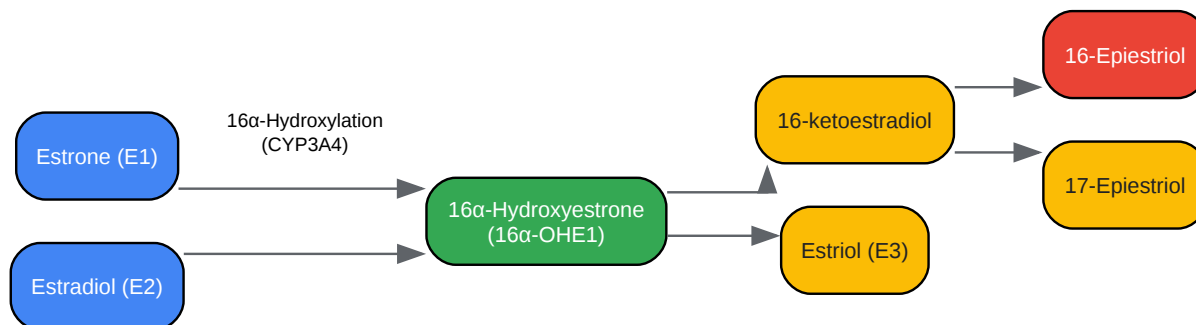 Estrone (E1)
Estradiol (E2)
16α-Hydroxylation
(CYP3A4)
16α-Hydroxyestrone
(16α-OHE1)
16-ketoestradiol
Estriol (E3)
16-Epiestriol
17-Epiestriol